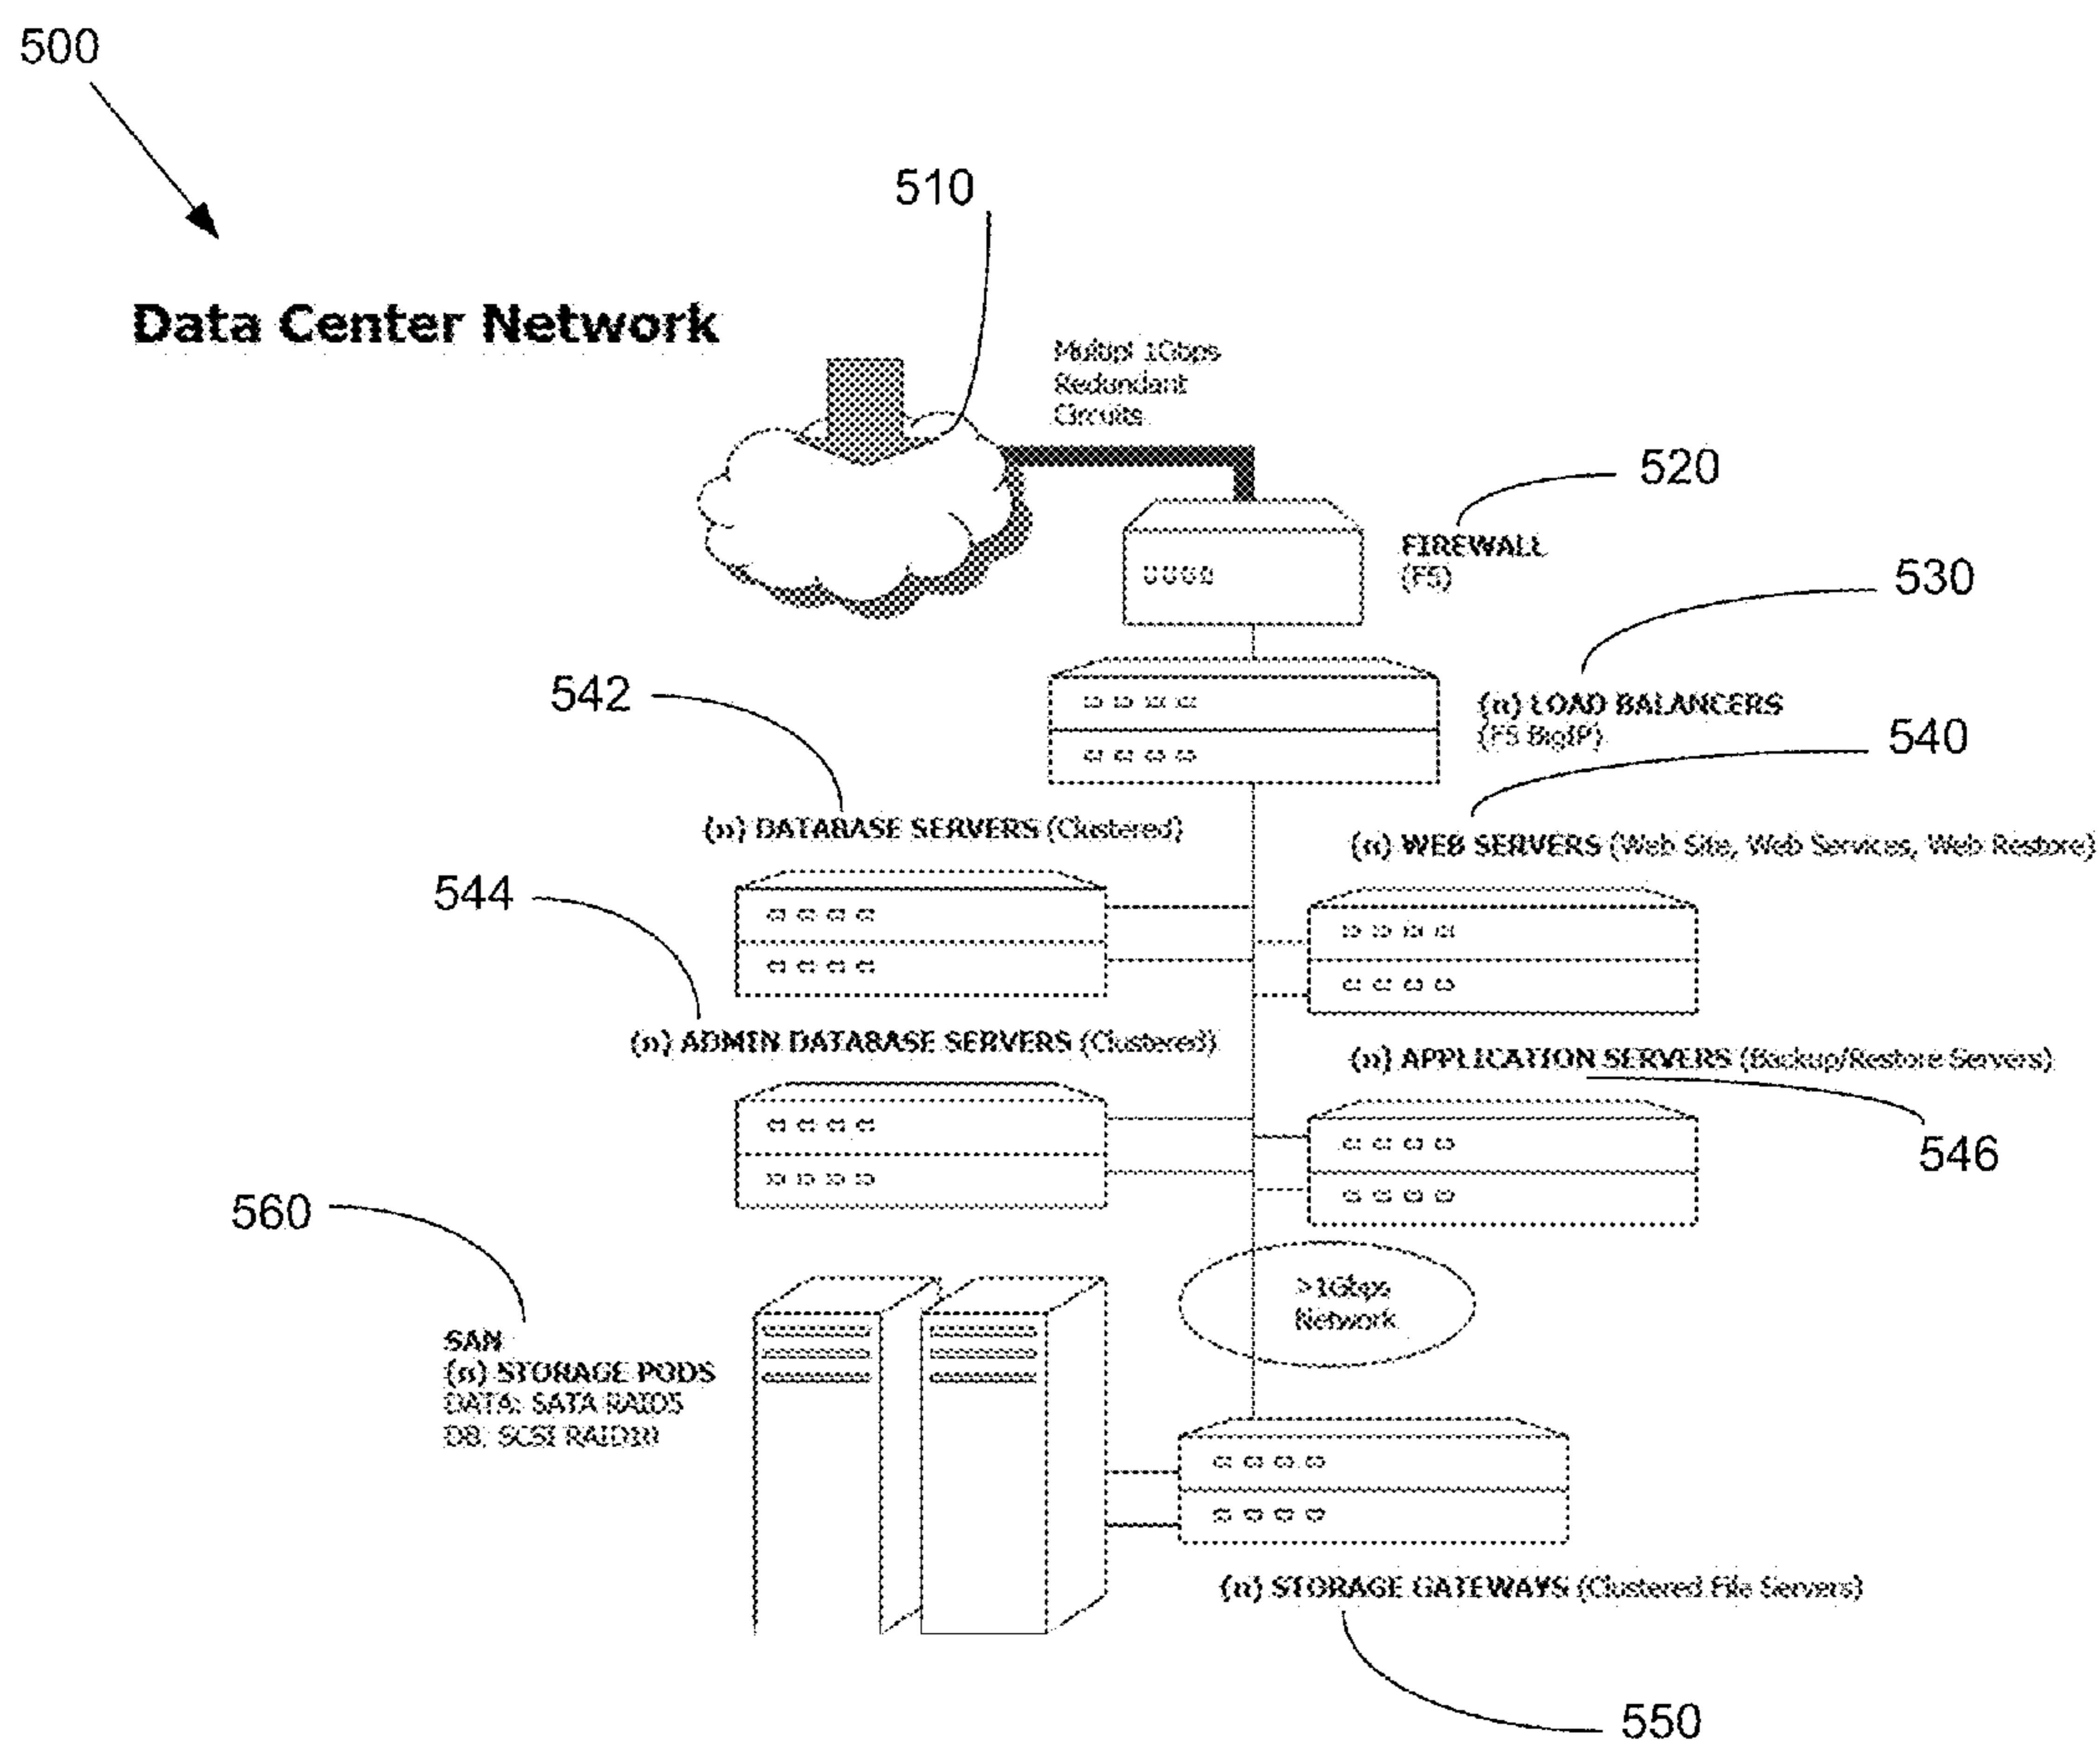 500
510
Data Center Network
Multipl 1Gbps
Redundant
Circuits
520
FIREWALL
(F5)
530
542
(n) LOAD BALANCERS
(F5 BigIP)
540
(n) DATABASE SERVERS (Clustered)
(n) WEB SERVERS (Web Site, Web Services, Web Restore)
544
(n) ADMIN DATABASE SERVERS (Clustered)
(n) APPLICATION SERVERS (Backup/Restore Servers)
546
560
>1Gbps
Network
SAN
(n) STORAGE PODS
DATA: SATA RAID5
DB: SCSI RAID10
(n) STORAGE GATEWAYS (Clustered File Servers)
550